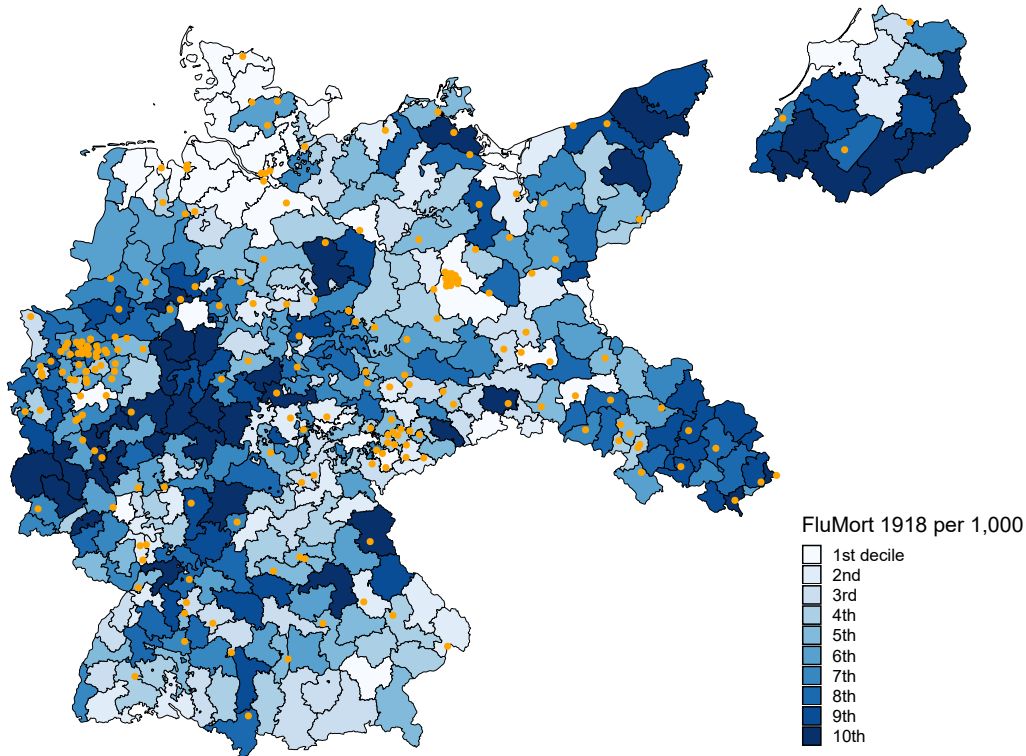 FluMort 1918 per 1,000
1st decile
2nd
3rd
4th
5th
6th
7th
8th
9th
10th